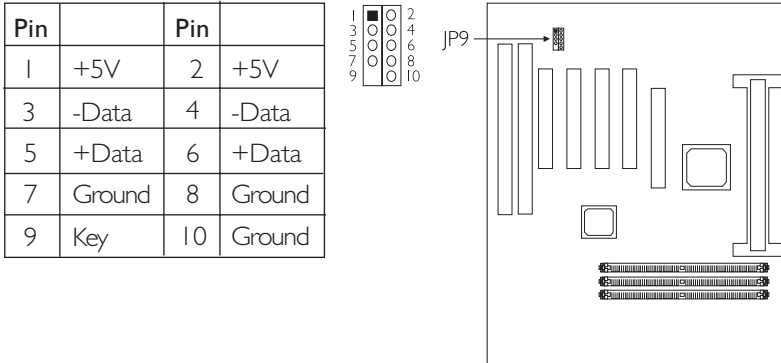 Pin Pin
1 +5V 2 +5V
3 -Data 4 -Data
5 +Data 6 +Data
7 Ground 8 Ground
9 Key 10 Ground
1 2
3 4
5 6
7 8
9 10
JP9